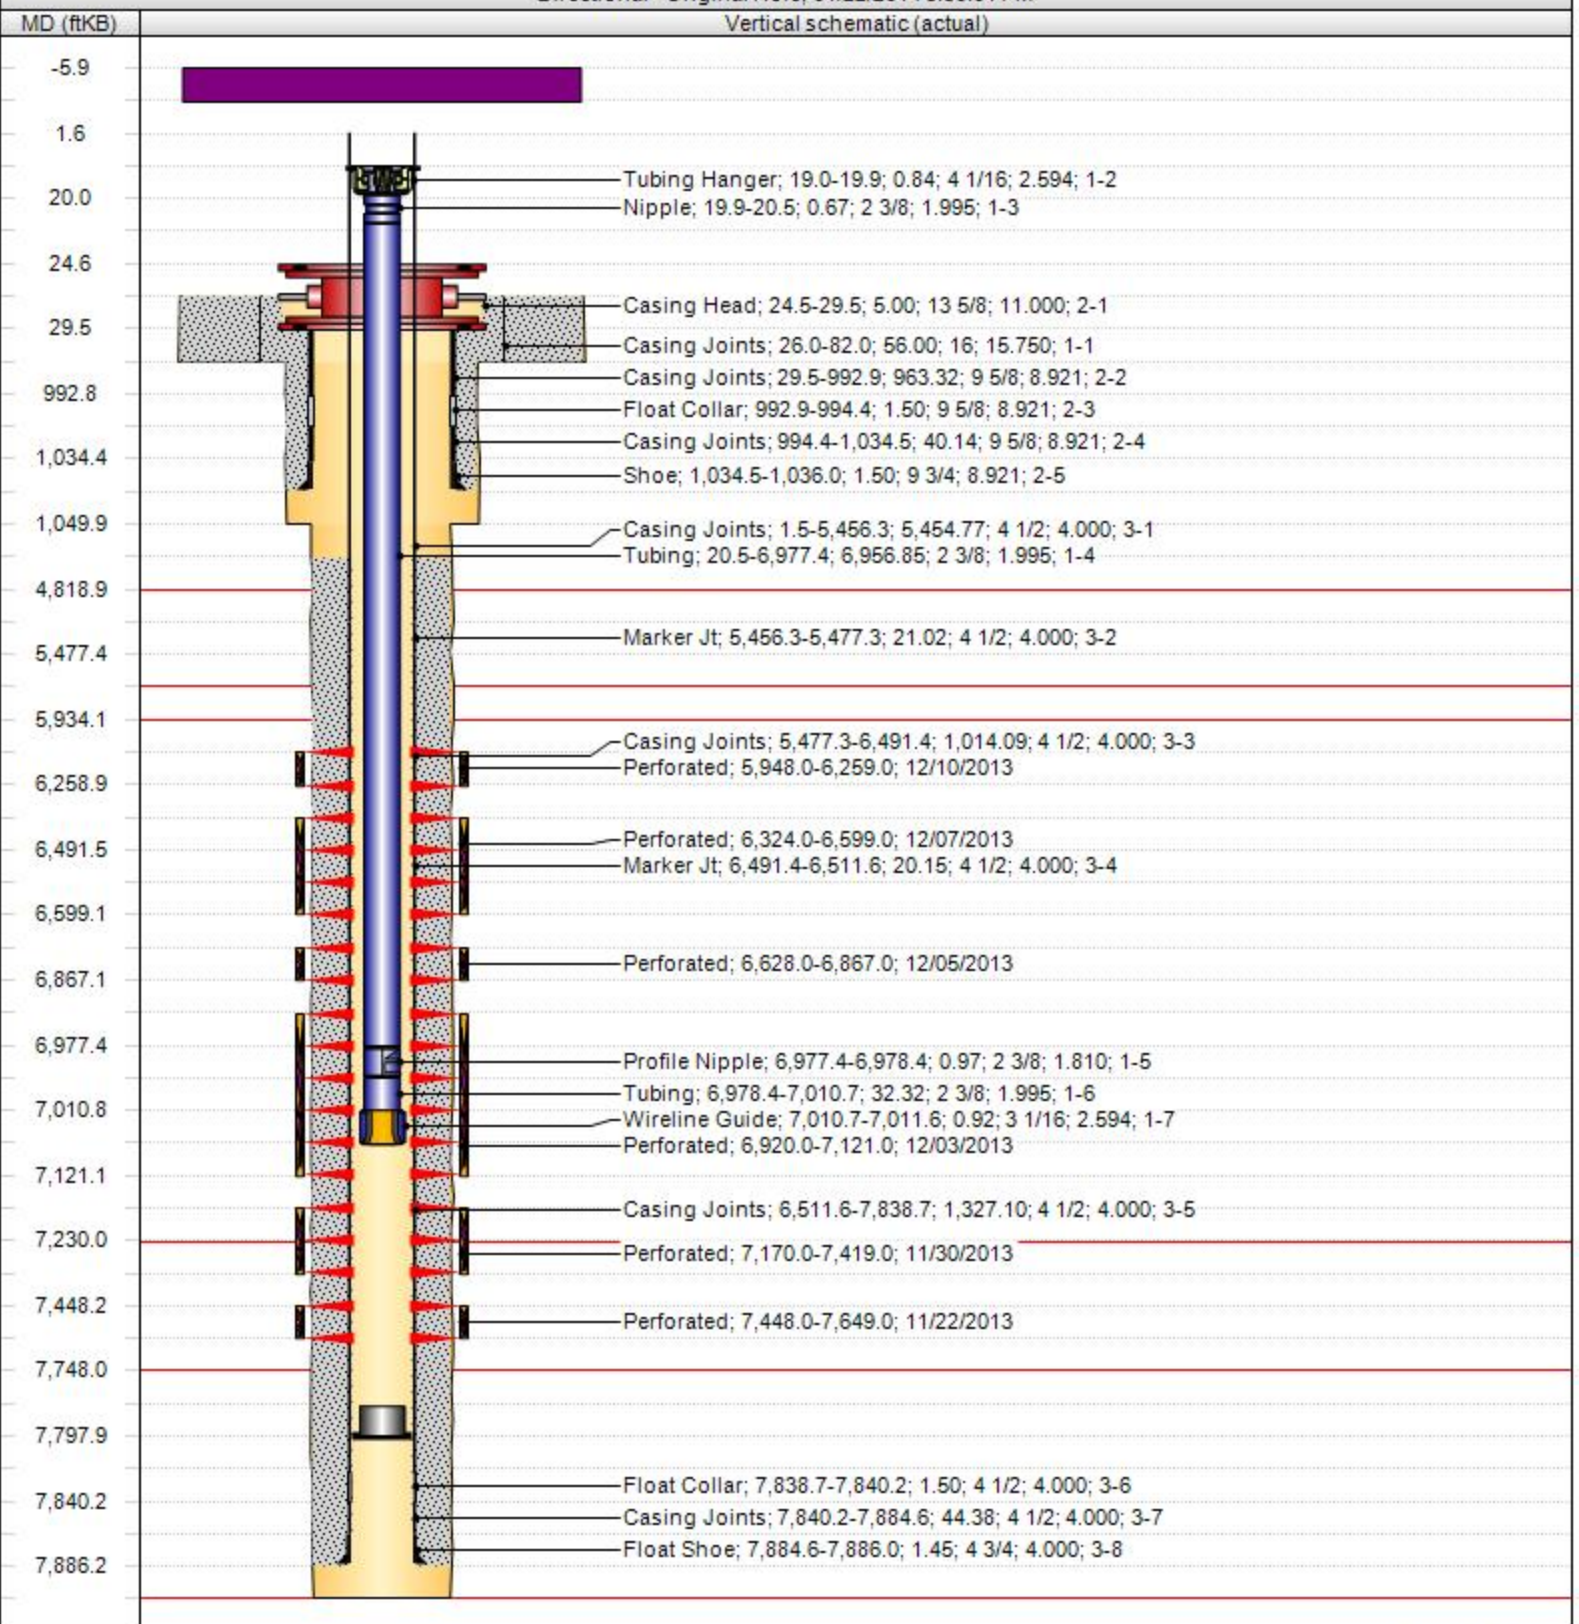 MD (ftKB)
Vertical schematic (actual)
-5.9
1.6
Tubing Hanger; 19.0-19.9; 0.84; 4 1/16; 2.594; 1-2
20.0
Nipple; 19.9-20.5; 0.67; 2 3/8; 1.995; 1-3
24.6
Casing Head; 24.5-29.5; 5.00; 13 5/8; 11.000; 2-1
29.5
Casing Joints; 26.0-82.0; 56.00; 16; 15.750; 1-1
Casing Joints; 29.5-992.9; 963.32; 9 5/8; 8.921; 2-2
992.8
Float Collar; 992.9-994.4; 1.50; 9 5/8; 8.921; 2-3
Casing Joints; 994.4-1,034.5; 40.14; 9 5/8; 8.921; 2-4
1,034.4
Shoe; 1,034.5-1,036.0; 1.50; 9 3/4; 8.921; 2-5
1,049.9
Casing Joints; 1.5-5,456.3; 5,454.77; 4 1/2; 4.000; 3-1
Tubing; 20.5-6,977.4; 6,956.85; 2 3/8; 1.995; 1-4
4,818.9
Marker Jt; 5,456.3-5,477.3; 21.02; 4 1/2; 4.000; 3-2
5,477.4
5,934.1
Casing Joints; 5,477.3-6,491.4; 1,014.09; 4 1/2; 4.000; 3-3
Perforated; 5,948.0-6,259.0; 12/10/2013
6,258.9
Perforated; 6,324.0-6,599.0; 12/07/2013
6,491.5
Marker Jt; 6,491.4-6,511.6; 20.15; 4 1/2; 4.000; 3-4
6,599.1
Perforated; 6,628.0-6,867.0; 12/05/2013
6,867.1
6,977.4
Profile Nipple; 6,977.4-6,978.4; 0.97; 2 3/8; 1.810; 1-5
Tubing; 6,978.4-7,010.7; 32.32; 2 3/8; 1.995; 1-6
7,010.8
Wireline Guide; 7,010.7-7,011.6; 0.92; 3 1/16; 2.594; 1-7
Perforated; 6,920.0-7,121.0; 12/03/2013
7,121.1
Casing Joints; 6,511.6-7,838.7; 1,327.10; 4 1/2; 4.000; 3-5
7,230.0
Perforated; 7,170.0-7,419.0; 11/30/2013
7,448.2
Perforated; 7,448.0-7,649.0; 11/22/2013
7,748.0
7,797.9
Float Collar; 7,838.7-7,840.2; 1.50; 4 1/2; 4.000; 3-6
7,840.2
Casing Joints; 7,840.2-7,884.6; 44.38; 4 1/2; 4.000; 3-7
Float Shoe; 7,884.6-7,886.0; 1.45; 4 3/4; 4.000; 3-8
7,886.2